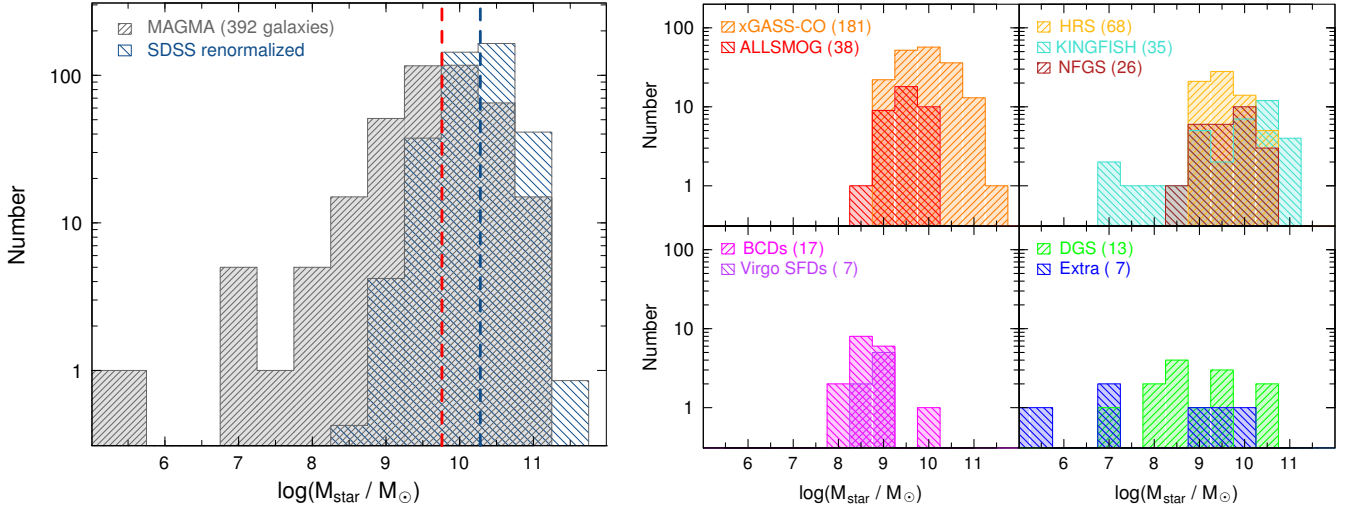 MAGMA (392 galaxies)
SDSS renormalized
Number
100
10
1
6 7 8 9 10 11
log(M_star / M_☉)
xGASS-CO (181)
ALLSMOG (38)
Number
100
10
1
HRS (68)
KINGFISH (35)
NFGS (26)
BCDs (17)
Virgo SFDs ( 7)
Number
100
10
1
6 7 8 9 10 11
log(M_star / M_☉)
DGS (13)
Extra ( 7)
6 7 8 9 10 11
log(M_star / M_☉)